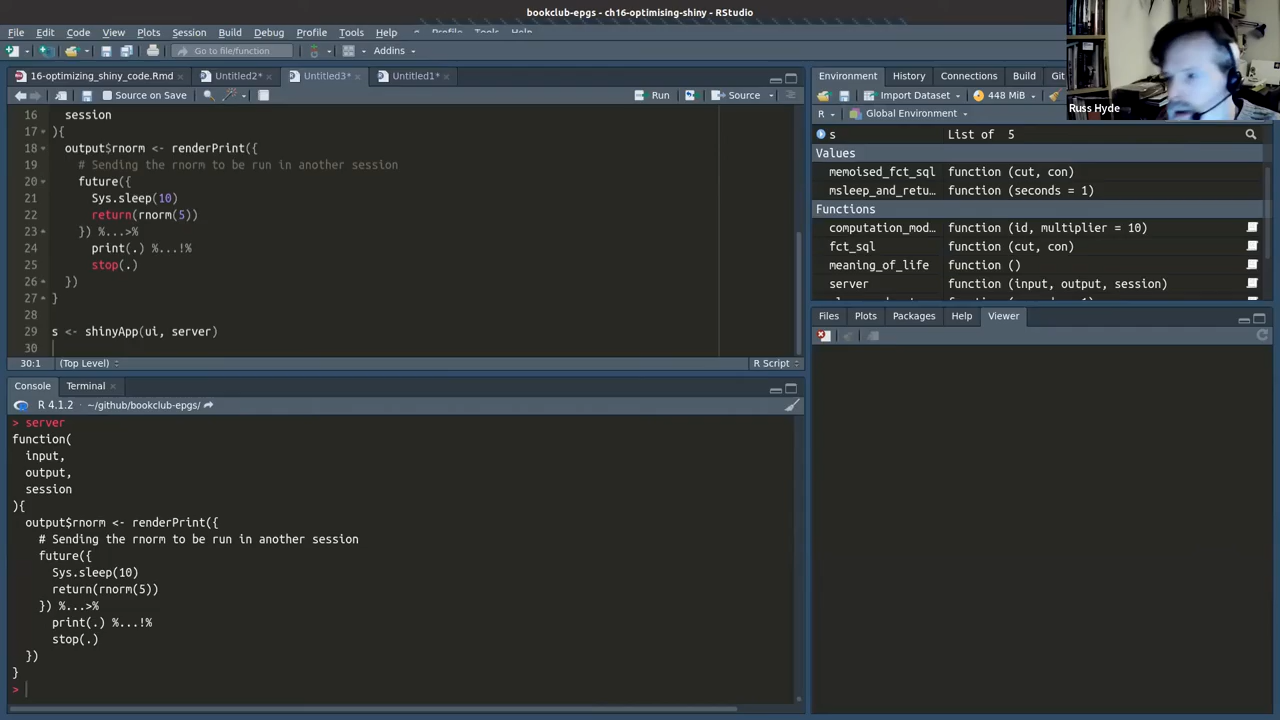 bookclub-epgs - ch16-optimising-shiny - RStudio
File Edit Code View Plots Session Build Debug Profile Tools Help
Go to file/function
Addins
16-optimizing_shiny_code.Rmd
Untitled2*
Untitled3*
Untitled1*
Source on Save
Run
Source
16 session
17 ){
18 output$rnorm <- renderPrint({
19 # Sending the rnorm to be run in another session
20 future({
21 Sys.sleep(10)
22 return(rnorm(5))
23 }) %...>%
24 print(.) %...!%
25 stop(.)
26 })
27 }
28
29 s <- shinyApp(ui, server)
30
30:1 (Top Level) R Script
Console Terminal
R 4.1.2 · ~/github/bookclub-epgs/
> server
function(
input,
output,
session
){
output$rnorm <- renderPrint({
# Sending the rnorm to be run in another session
future({
Sys.sleep(10)
return(rnorm(5))
}) %...>%
print(.) %...!%
stop(.)
})
}
>
Environment History Connections Build Git
Import Dataset 448 MiB
R Global Environment
Russ Hyde
s List of 5
Values
memoised_fct_sql function (cut, con)
msleep_and_retu… function (seconds = 1)
Functions
computation_mod… function (id, multiplier = 10)
fct_sql function (cut, con)
meaning_of_life function ()
server function (input, output, session)
Files Plots Packages Help Viewer